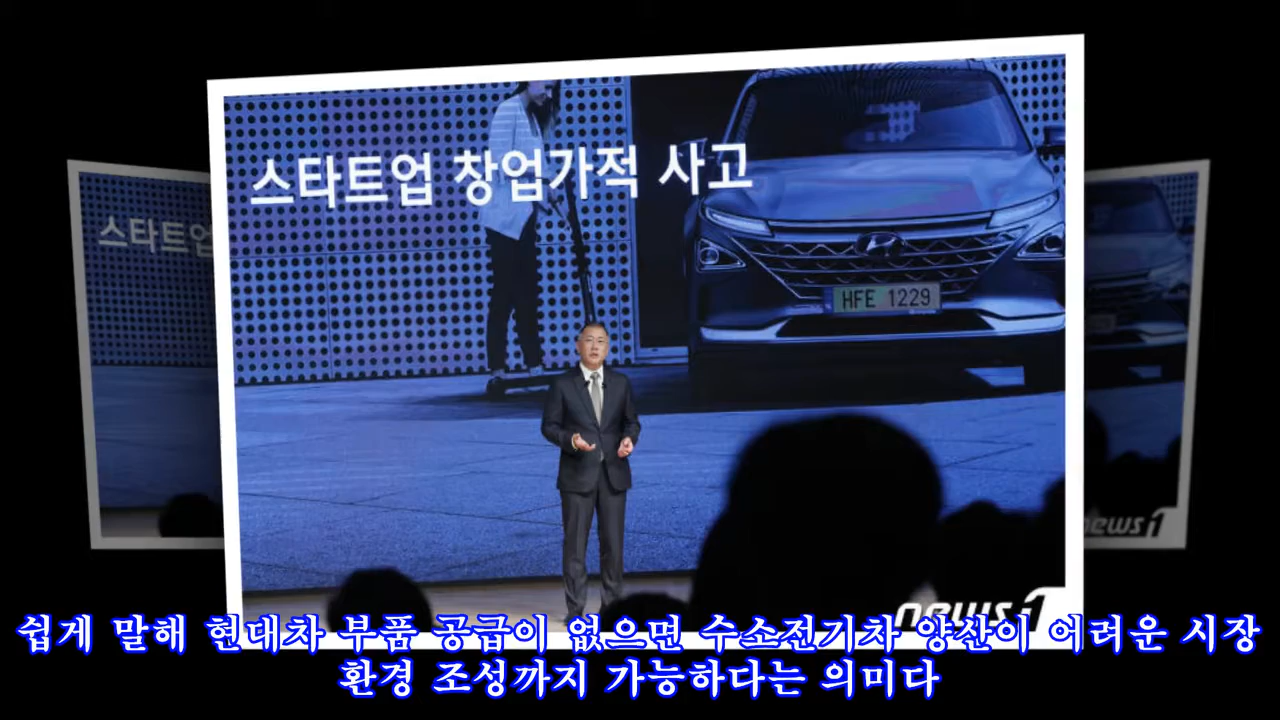 스타트업 창업가적 사고
스타트업
HFE 1229
news1
news1
쉽게 말해 현대차 부품 공급이 없으면 수소전기차 양산이 어려운 시장
환경 조성까지 가능하다는 의미다